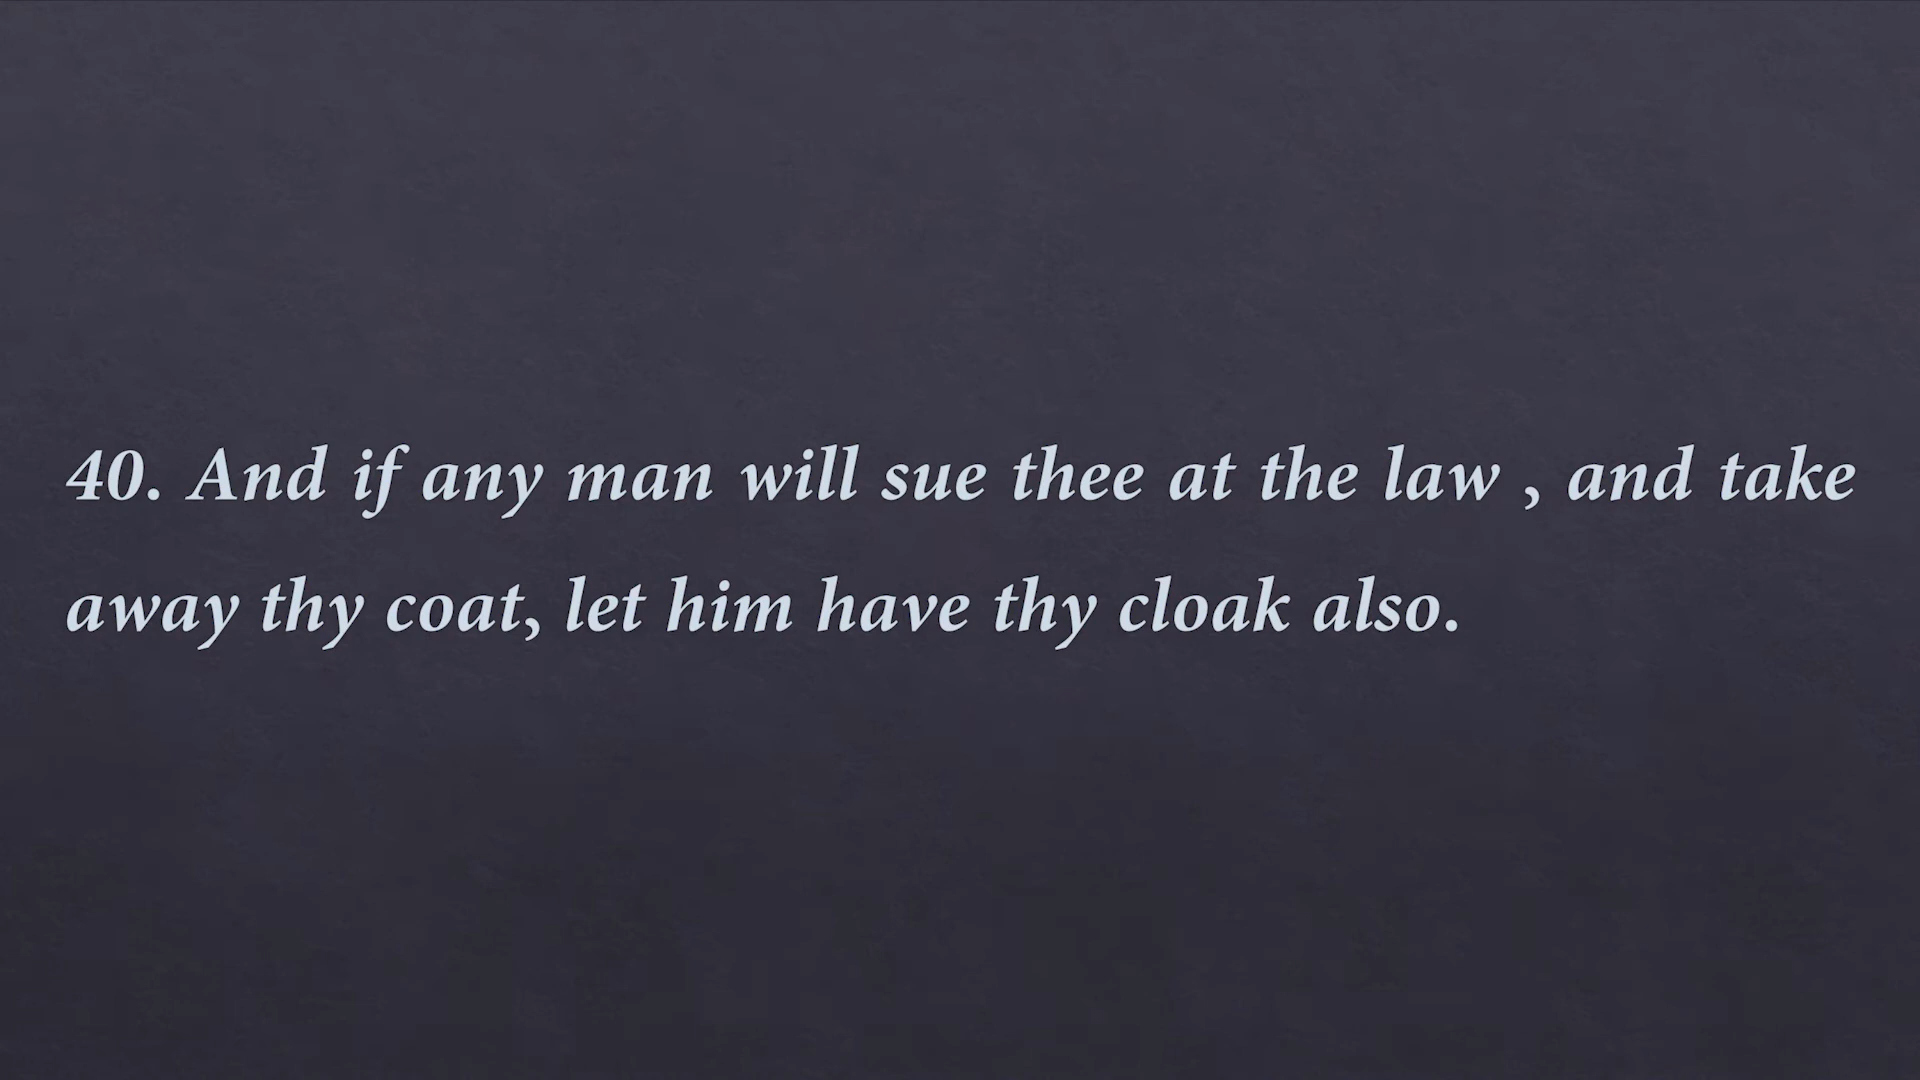 40. And if any man will sue thee at the law , and take
away thy coat, let him have thy cloak also.